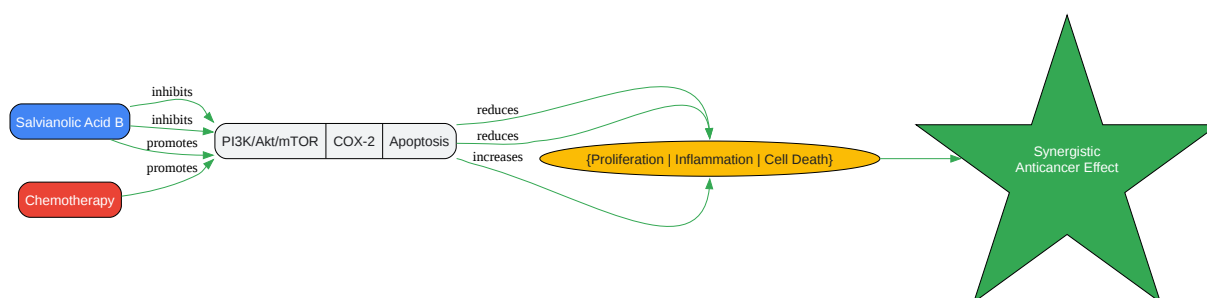 Salvianolic Acid B
Chemotherapy
inhibits
inhibits
promotes
promotes
PI3K/Akt/mTOR
COX-2
Apoptosis
reduces
reduces
increases
{Proliferation | Inflammation | Cell Death}
Synergistic
Anticancer Effect